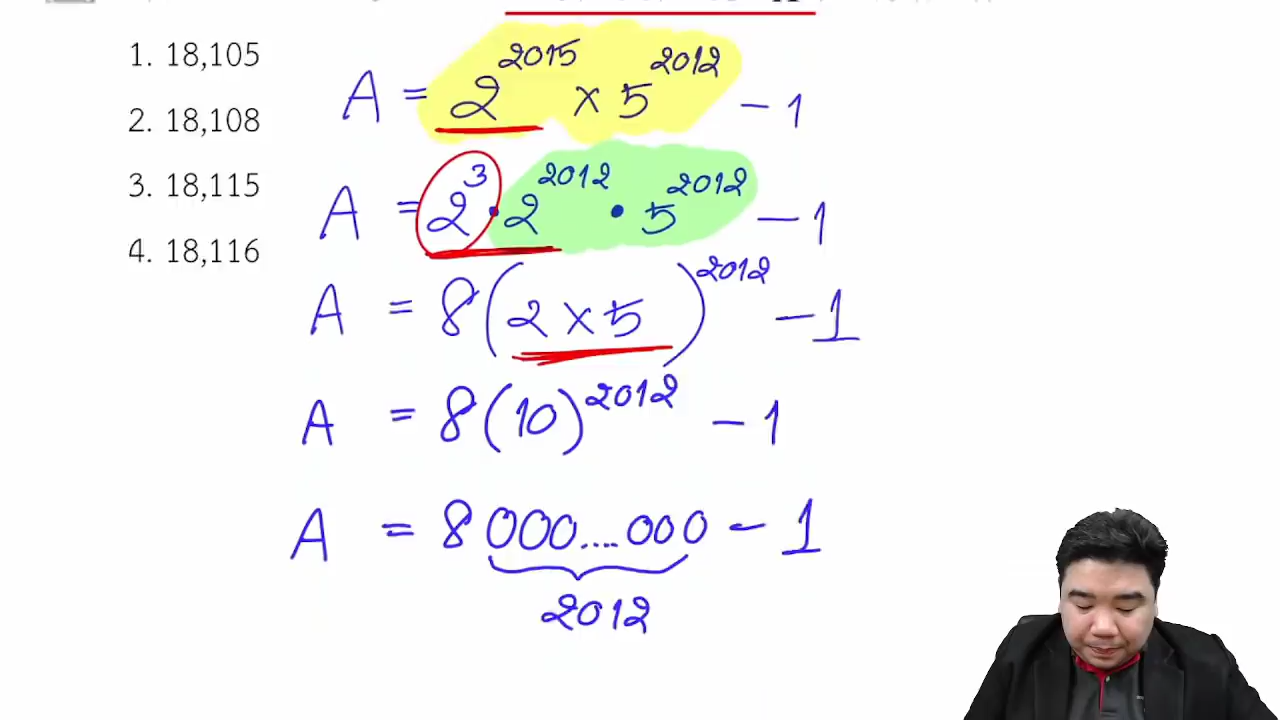 1. 18,105
2. 18,108
3. 18,115
4. 18,116
A = 2^2015 × 5^2012 − 1
A = 2^3 • 2^2012 • 5^2012 − 1
A = 8(2 × 5)^2012 − 1
A = 8(10)^2012 − 1
A = 8000....000 − 1
2012